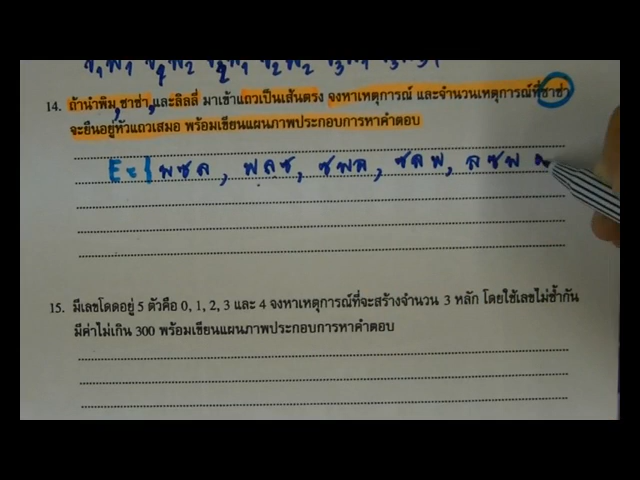 14. ถ้านำพิม, ซาซ่า, และลิลลี่ มาเข้าแถวเป็นเส้นตรง จงหาเหตุการณ์ และจำนวนเหตุการณ์ที่ซาซ่า
จะยืนอยู่หัวแถวเสมอ พร้อมเขียนแผนภาพประกอบการหาคำตอบ
E = { พซล , พลซ , ซพล , ซลพ , ลซพ
15. มีเลขโดดอยู่ 5 ตัวคือ 0, 1, 2, 3 และ 4 จงหาเหตุการณ์ที่จะสร้างจำนวน 3 หลัก โดยใช้เลขไม่ซ้ำกัน
มีค่าไม่เกิน 300 พร้อมเขียนแผนภาพประกอบการหาคำตอบ